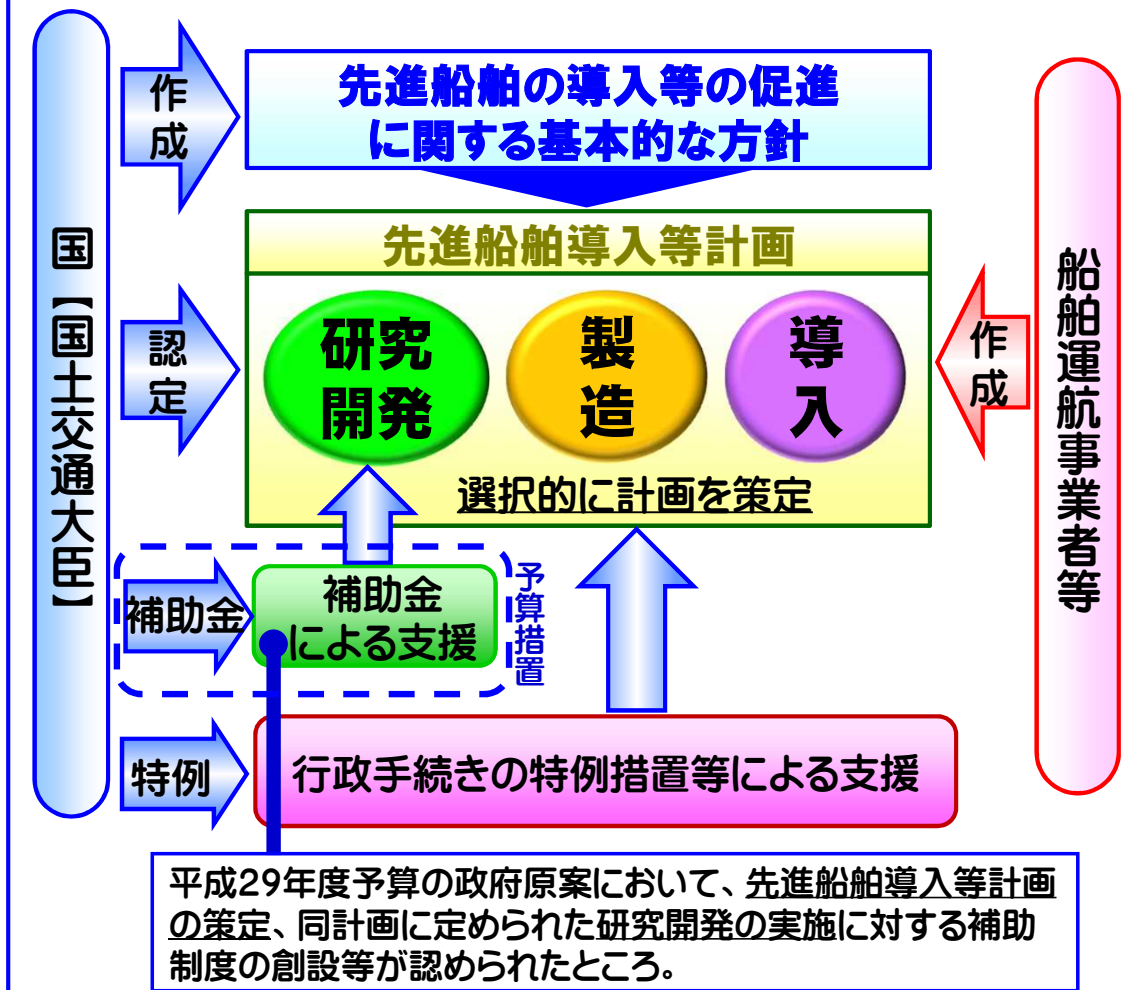 国【国土交通大臣】
作成
先進船舶の導入等の促進
に関する基本的な方針
先進船舶導入等計画
認定
研究
開発
製造
導入
選択的に計画を策定
作成
船舶運航事業者等
補助金
補助金
による支援
予算措置
特例
行政手続きの特例措置等による支援
平成29年度予算の政府原案において、先進船舶導入等計画
の策定、同計画に定められた研究開発の実施に対する補助
制度の創設等が認められたところ。